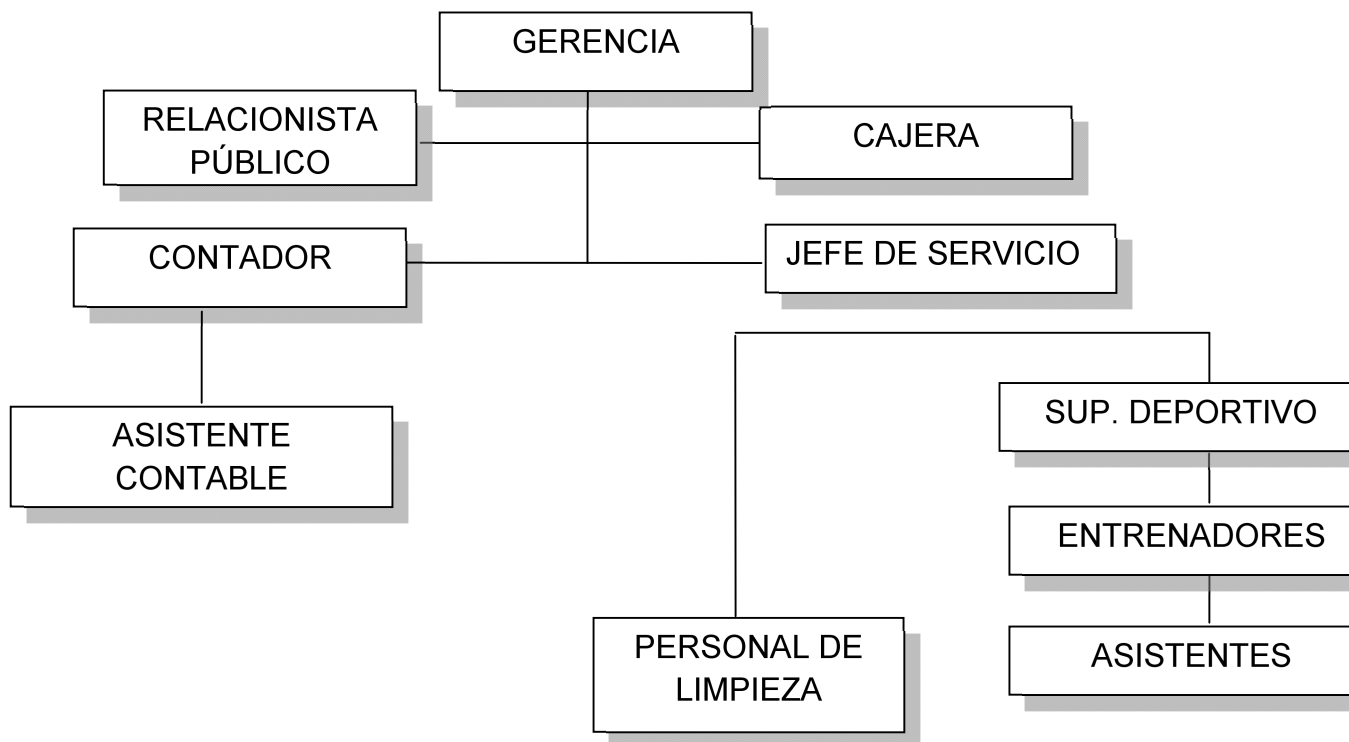 GERENCIA
RELACIONISTA
PÚBLICO
CAJERA
CONTADOR
JEFE DE SERVICIO
SUP. DEPORTIVO
ASISTENTE
CONTABLE
ENTRENADORES
PERSONAL DE
LIMPIEZA
ASISTENTES